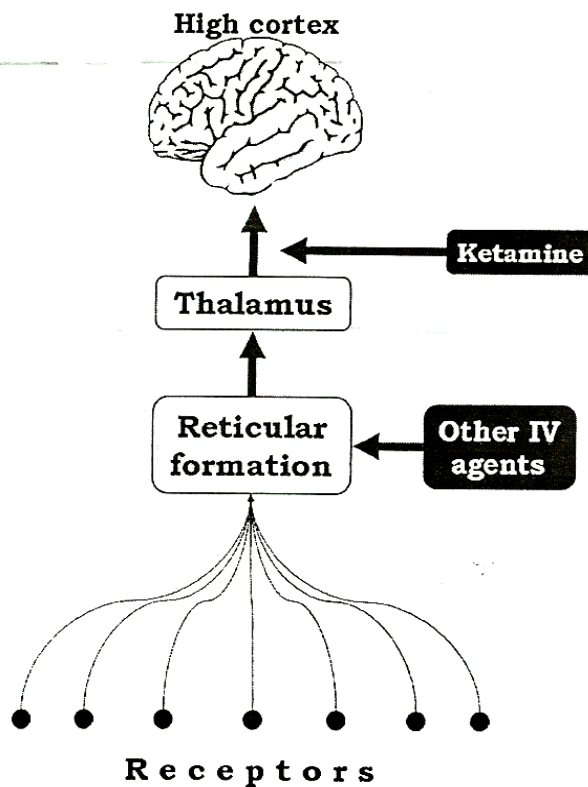 High cortex
Ketamine
Thalamus
Reticular
formation
Other IV
agents
Receptors